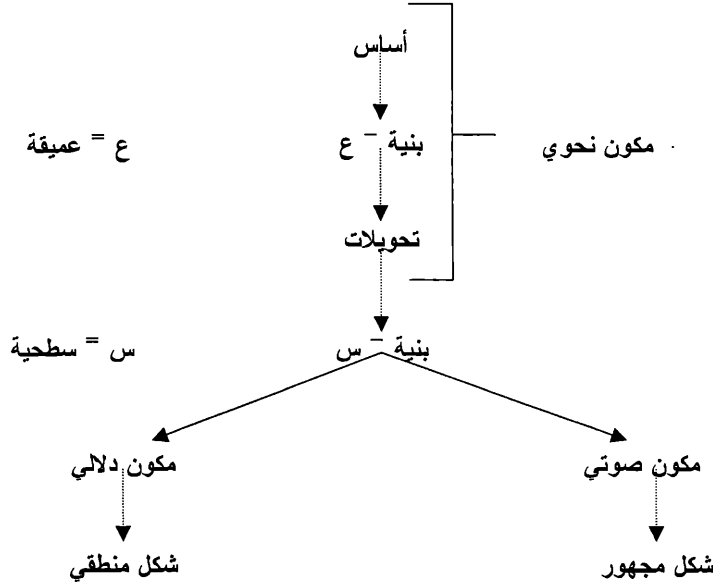 أساس
مكون نحوي
بنية - ع
ع = عميقة
تحويلات
بنية - س
س = سطحية
مكون صوتي
مكون دلالي
شكل مجهور
شكل منطقي